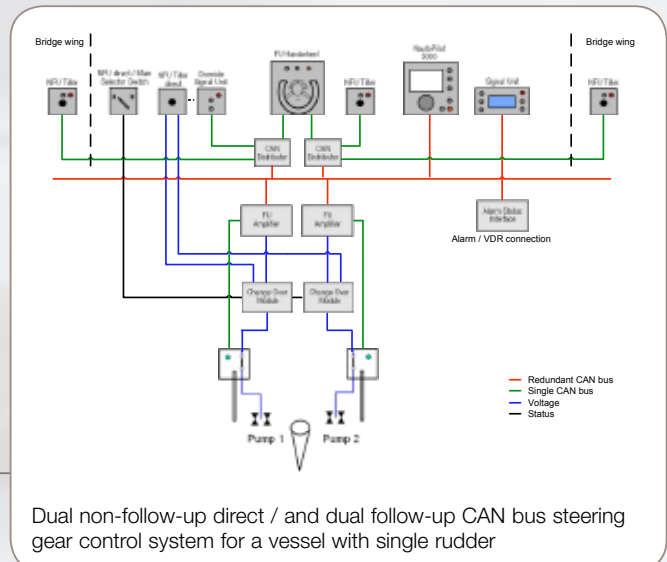 Bridge wing
Bridge wing
NFU Tiller
NFU direct / Main
Selector Switch
NFU Tiller
direct
Override
Signal Unit
FU Handwheel
NFU Tiller
Signal Unit
NFU Tiller
CAN
Distributor
CAN
Distributor
FU
Amplifier
FU
Amplifier
Alarm Status
Interface
Alarm / VDR connection
Change Over
Module
Change Over
Module
Redundant CAN bus
Single CAN bus
Voltage
Status
Pump 1
Pump 2
Dual non-follow-up direct / and dual follow-up CAN bus steering
gear control system for a vessel with single rudder